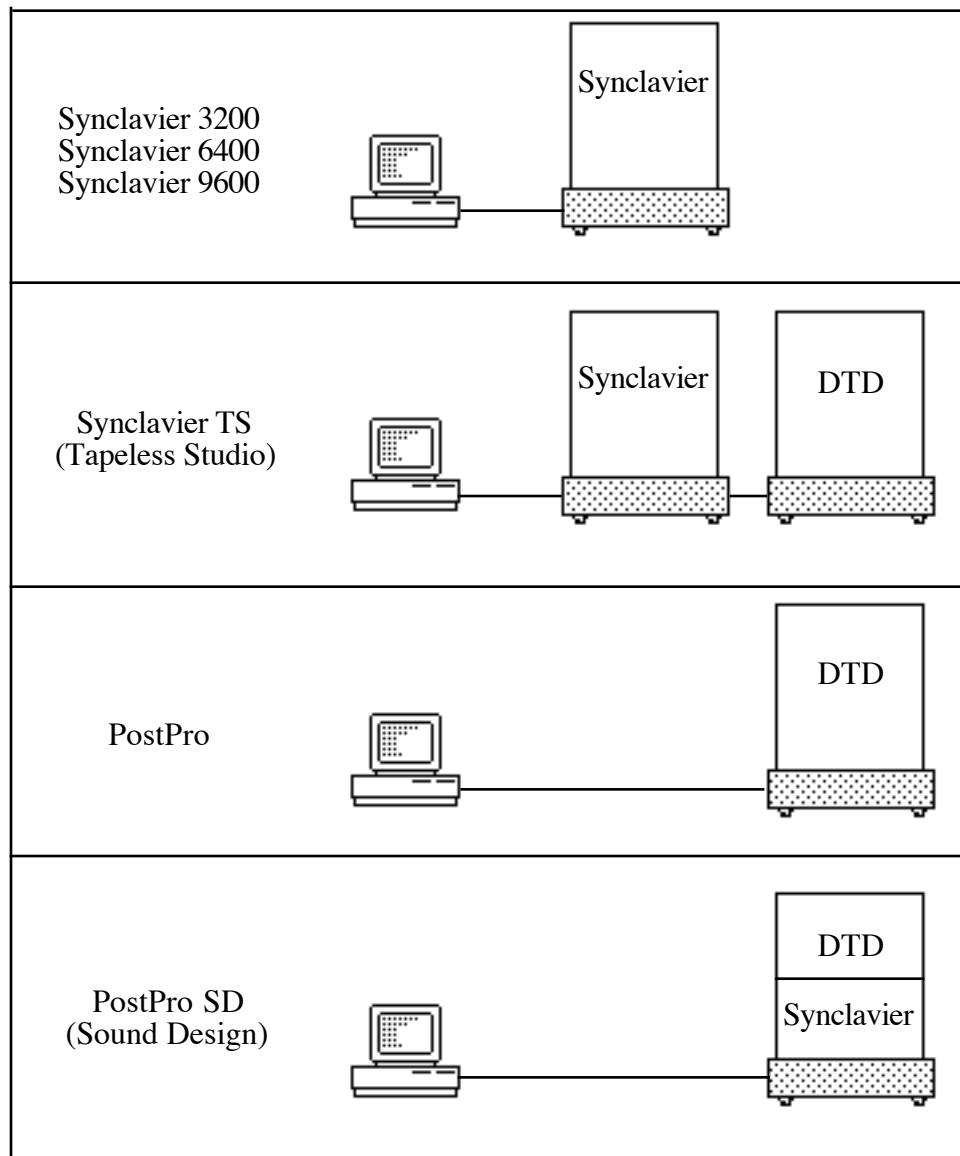 Synclavier 3200
Synclavier 6400
Synclavier 9600
Synclavier
Synclavier TS
(Tapeless Studio)
Synclavier
DTD
PostPro
DTD
PostPro SD
(Sound Design)
DTD
Synclavier